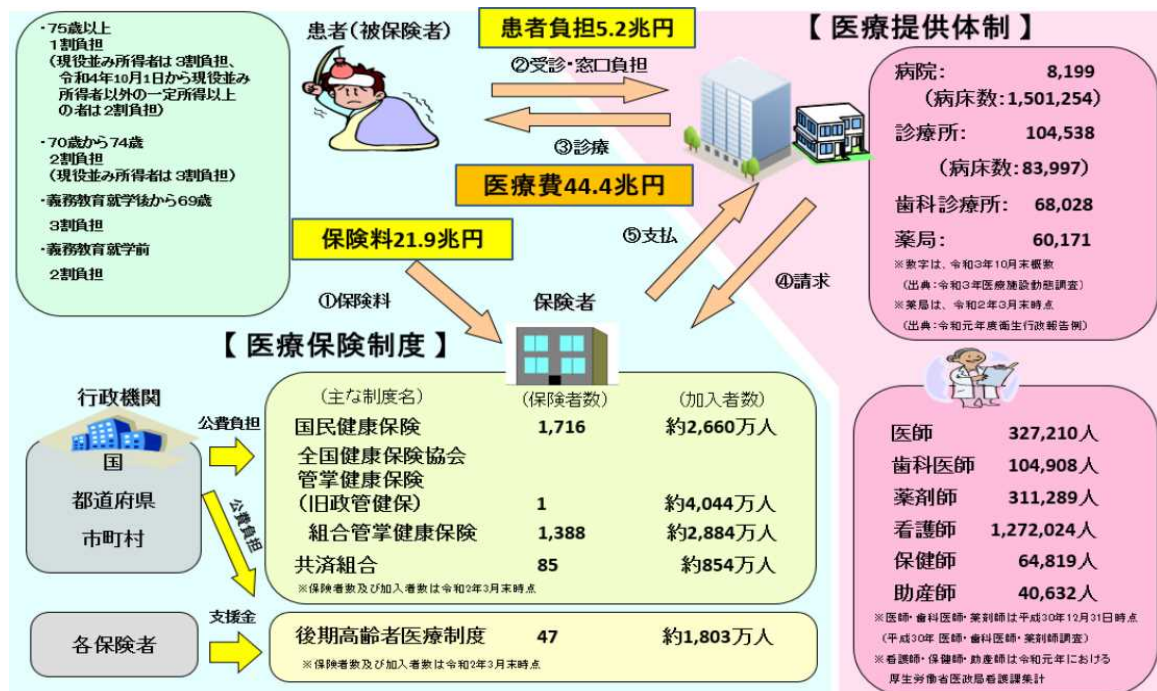 ・75歳以上
1割負担
(現役並み所得者は3割負担、
令和4年10月1日から現役並み
所得者以外の一定所得以上
の者は2割負担)
・70歳から74歳
2割負担
(現役並み所得者は3割負担)
・義務教育就学後から69歳
3割負担
・義務教育就学前
2割負担
患者(被保険者)
患者負担5.2兆円
②受診・窓口負担
③診療
医療費44.4兆円
保険料21.9兆円
①保険料
⑤支払
④請求
保険者
【医療提供体制】
病院: 8,199
(病床数:1,501,254)
診療所: 104,538
(病床数:83,997)
歯科診療所: 68,028
薬局: 60,171
※数字は、令和3年10月末概数
(出典:令和3年医療施設動態調査)
※薬局は、令和2年3月末時点
(出典:令和元年度衛生行政報告例)
【医療保険制度】
行政機関
国
都道府県
市町村
公費負担
公費負担
(主な制度名) (保険者数) (加入者数)
国民健康保険 1,716 約2,660万人
全国健康保険協会
管掌健康保険
(旧政管健保) 1 約4,044万人
組合管掌健康保険 1,388 約2,884万人
共済組合 85 約854万人
※保険者数及び加入者数は令和2年3月末時点
各保険者
支援金
後期高齢者医療制度 47 約1,803万人
※保険者数及び加入者数は令和2年3月末時点
医師 327,210人
歯科医師 104,908人
薬剤師 311,289人
看護師 1,272,024人
保健師 64,819人
助産師 40,632人
※医師・歯科医師・薬剤師は平成30年12月31日時点
(平成30年 医師・歯科医師・薬剤師調査)
※看護師・保健師・助産師は令和元年における
厚生労働省医政局看護課集計